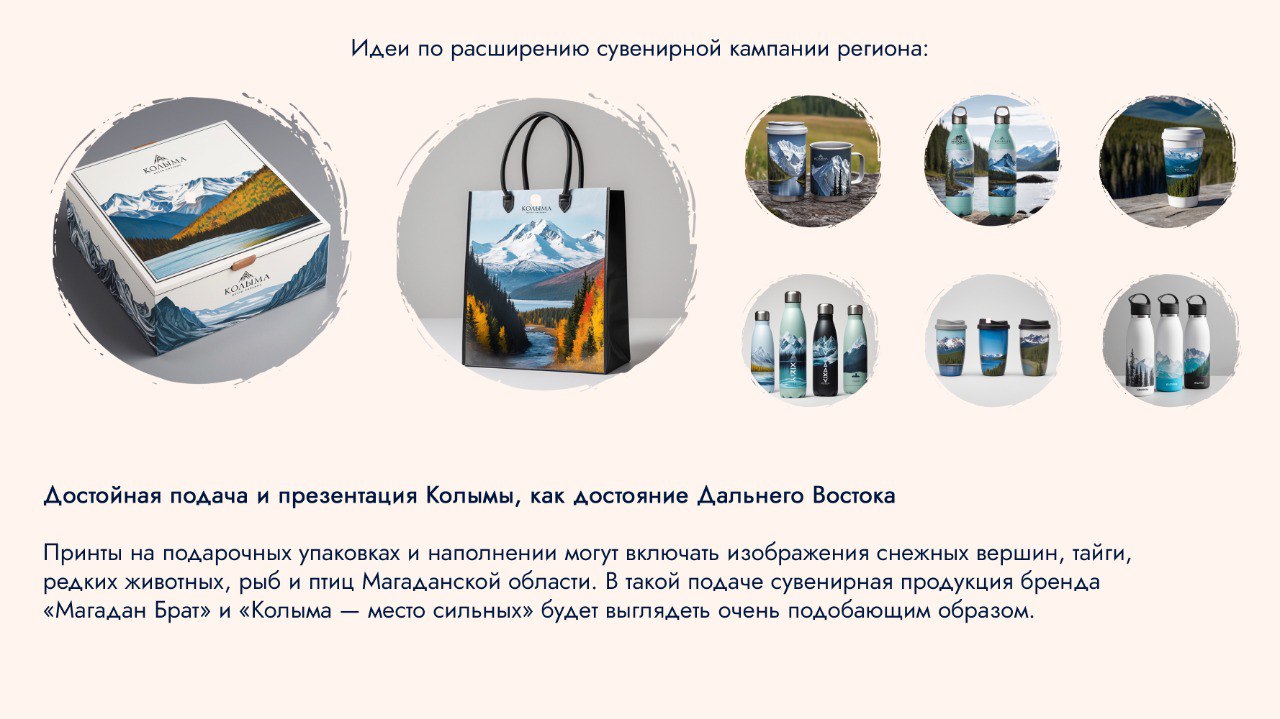 Идеи по расширению сувенирной кампании региона:
КОЛЫМА
КОЛЫМА
КОЛЫМА
Достойная подача и презентация Колымы, как достояние Дальнего Востока
Принты на подарочных упаковках и наполнении могут включать изображения снежных вершин, тайги,
редких животных, рыб и птиц Магаданской области. В такой подаче сувенирная продукция бренда
«Магадан Брат» и «Колыма — место сильных» будет выглядеть очень подобающим образом.